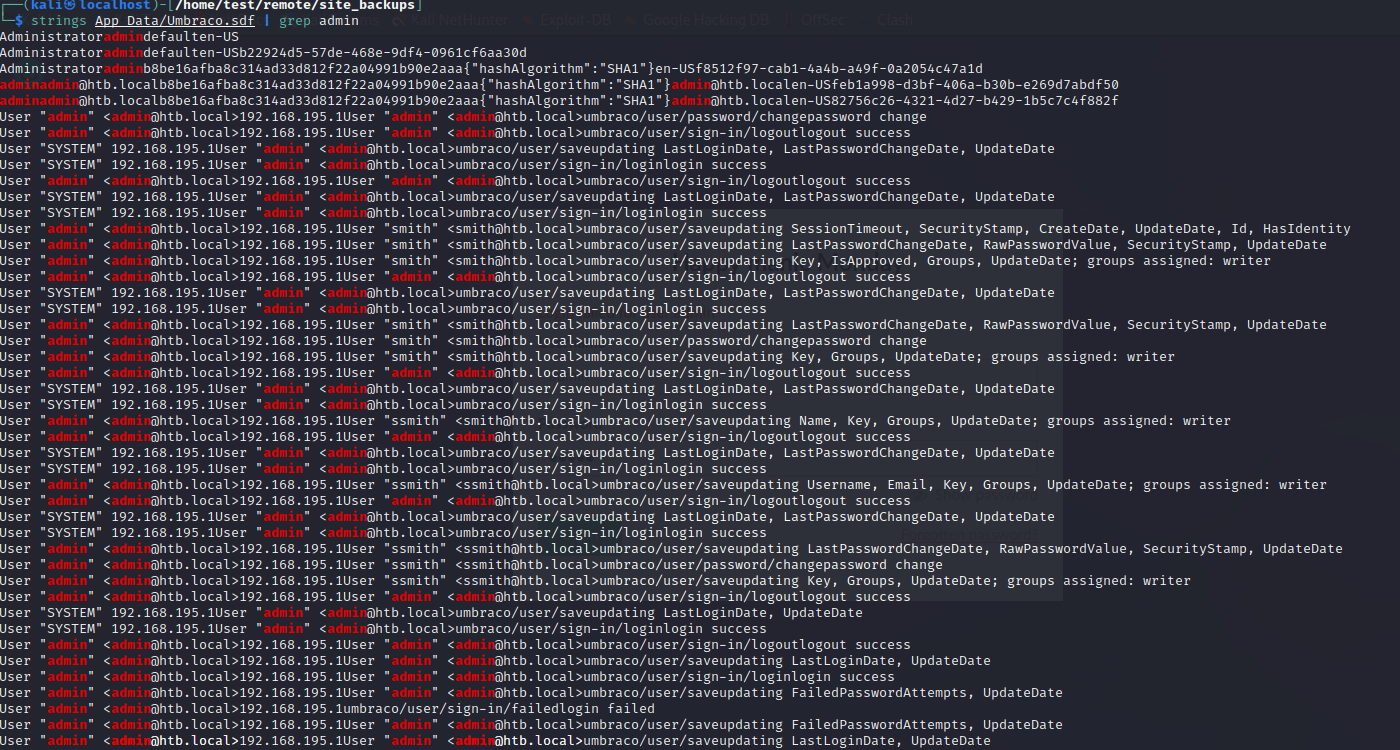 ┌──(kali㉿localhost)-[/home/test/remote/site_backups]
└─$ strings App_Data/Umbraco.sdf | grep admin
Administratoradmindefaulten-US
Administratoradmindefaulten-USb22924d5-57de-468e-9df4-0961cf6aa30d
Administratoradminb8be16afba8c314ad33d812f22a04991b90e2aaa{"hashAlgorithm":"SHA1"}en-USf8512f97-cab1-4a4b-a49f-0a2054c47a1d
adminadmin@htb.localb8be16afba8c314ad33d812f22a04991b90e2aaa{"hashAlgorithm":"SHA1"}admin@htb.localen-USfeb1a998-d3bf-406a-b30b-e269d7abdf50
adminadmin@htb.localb8be16afba8c314ad33d812f22a04991b90e2aaa{"hashAlgorithm":"SHA1"}admin@htb.localen-US82756c26-4321-4d27-b429-1b5c7c4f882f
User "admin" <admin@htb.local>192.168.195.1User "admin" <admin@htb.local>umbraco/user/password/changepassword change
User "admin" <admin@htb.local>192.168.195.1User "admin" <admin@htb.local>umbraco/user/sign-in/logoutlogout success
User "SYSTEM" 192.168.195.1User "admin" <admin@htb.local>umbraco/user/saveupdating LastLoginDate, LastPasswordChangeDate, UpdateDate
User "SYSTEM" 192.168.195.1User "admin" <admin@htb.local>umbraco/user/sign-in/loginlogin success
User "admin" <admin@htb.local>192.168.195.1User "admin" <admin@htb.local>umbraco/user/sign-in/logoutlogout success
User "SYSTEM" 192.168.195.1User "admin" <admin@htb.local>umbraco/user/saveupdating LastLoginDate, LastPasswordChangeDate, UpdateDate
User "SYSTEM" 192.168.195.1User "admin" <admin@htb.local>umbraco/user/sign-in/loginlogin success
User "admin" <admin@htb.local>192.168.195.1User "smith" <smith@htb.local>umbraco/user/saveupdating SessionTimeout, SecurityStamp, CreateDate, UpdateDate, Id, HasIdentity
User "admin" <admin@htb.local>192.168.195.1User "smith" <smith@htb.local>umbraco/user/saveupdating LastPasswordChangeDate, RawPasswordValue, SecurityStamp, UpdateDate
User "admin" <admin@htb.local>192.168.195.1User "smith" <smith@htb.local>umbraco/user/saveupdating Key, IsApproved, Groups, UpdateDate; groups assigned: writer
User "admin" <admin@htb.local>192.168.195.1User "admin" <admin@htb.local>umbraco/user/sign-in/logoutlogout success
User "SYSTEM" 192.168.195.1User "admin" <admin@htb.local>umbraco/user/saveupdating LastLoginDate, LastPasswordChangeDate, UpdateDate
User "SYSTEM" 192.168.195.1User "admin" <admin@htb.local>umbraco/user/sign-in/loginlogin success
User "admin" <admin@htb.local>192.168.195.1User "smith" <smith@htb.local>umbraco/user/saveupdating LastPasswordChangeDate, RawPasswordValue, SecurityStamp, UpdateDate
User "admin" <admin@htb.local>192.168.195.1User "smith" <smith@htb.local>umbraco/user/password/changepassword change
User "admin" <admin@htb.local>192.168.195.1User "smith" <smith@htb.local>umbraco/user/saveupdating Key, Groups, UpdateDate; groups assigned: writer
User "admin" <admin@htb.local>192.168.195.1User "admin" <admin@htb.local>umbraco/user/sign-in/logoutlogout success
User "SYSTEM" 192.168.195.1User "admin" <admin@htb.local>umbraco/user/saveupdating LastLoginDate, LastPasswordChangeDate, UpdateDate
User "SYSTEM" 192.168.195.1User "admin" <admin@htb.local>umbraco/user/sign-in/loginlogin success
User "admin" <admin@htb.local>192.168.195.1User "ssmith" <smith@htb.local>umbraco/user/saveupdating Name, Key, Groups, UpdateDate; groups assigned: writer
User "admin" <admin@htb.local>192.168.195.1User "admin" <admin@htb.local>umbraco/user/sign-in/logoutlogout success
User "SYSTEM" 192.168.195.1User "admin" <admin@htb.local>umbraco/user/saveupdating LastLoginDate, LastPasswordChangeDate, UpdateDate
User "SYSTEM" 192.168.195.1User "admin" <admin@htb.local>umbraco/user/sign-in/loginlogin success
User "admin" <admin@htb.local>192.168.195.1User "ssmith" <ssmith@htb.local>umbraco/user/saveupdating Username, Email, Key, Groups, UpdateDate; groups assigned: writer
User "admin" <admin@htb.local>192.168.195.1User "admin" <admin@htb.local>umbraco/user/sign-in/logoutlogout success
User "SYSTEM" 192.168.195.1User "admin" <admin@htb.local>umbraco/user/saveupdating LastLoginDate, LastPasswordChangeDate, UpdateDate
User "SYSTEM" 192.168.195.1User "admin" <admin@htb.local>umbraco/user/sign-in/loginlogin success
User "admin" <admin@htb.local>192.168.195.1User "ssmith" <ssmith@htb.local>umbraco/user/saveupdating LastPasswordChangeDate, RawPasswordValue, SecurityStamp, UpdateDate
User "admin" <admin@htb.local>192.168.195.1User "ssmith" <ssmith@htb.local>umbraco/user/password/changepassword change
User "admin" <admin@htb.local>192.168.195.1User "ssmith" <ssmith@htb.local>umbraco/user/saveupdating Key, Groups, UpdateDate; groups assigned: writer
User "admin" <admin@htb.local>192.168.195.1User "admin" <admin@htb.local>umbraco/user/sign-in/logoutlogout success
User "SYSTEM" 192.168.195.1User "admin" <admin@htb.local>umbraco/user/saveupdating LastLoginDate, UpdateDate
User "SYSTEM" 192.168.195.1User "admin" <admin@htb.local>umbraco/user/sign-in/loginlogin success
User "admin" <admin@htb.local>192.168.195.1User "admin" <admin@htb.local>umbraco/user/sign-in/logoutlogout success
User "admin" <admin@htb.local>192.168.195.1User "admin" <admin@htb.local>umbraco/user/saveupdating LastLoginDate, UpdateDate
User "admin" <admin@htb.local>192.168.195.1User "admin" <admin@htb.local>umbraco/user/sign-in/loginlogin success
User "admin" <admin@htb.local>192.168.195.1User "admin" <admin@htb.local>umbraco/user/saveupdating FailedPasswordAttempts, UpdateDate
User "admin" <admin@htb.local>192.168.195.1umbraco/user/sign-in/failedlogin failed
User "admin" <admin@htb.local>192.168.195.1User "admin" <admin@htb.local>umbraco/user/saveupdating FailedPasswordAttempts, UpdateDate
User "admin" <admin@htb.local>192.168.195.1User "admin" <admin@htb.local>umbraco/user/saveupdating LastLoginDate, UpdateDate